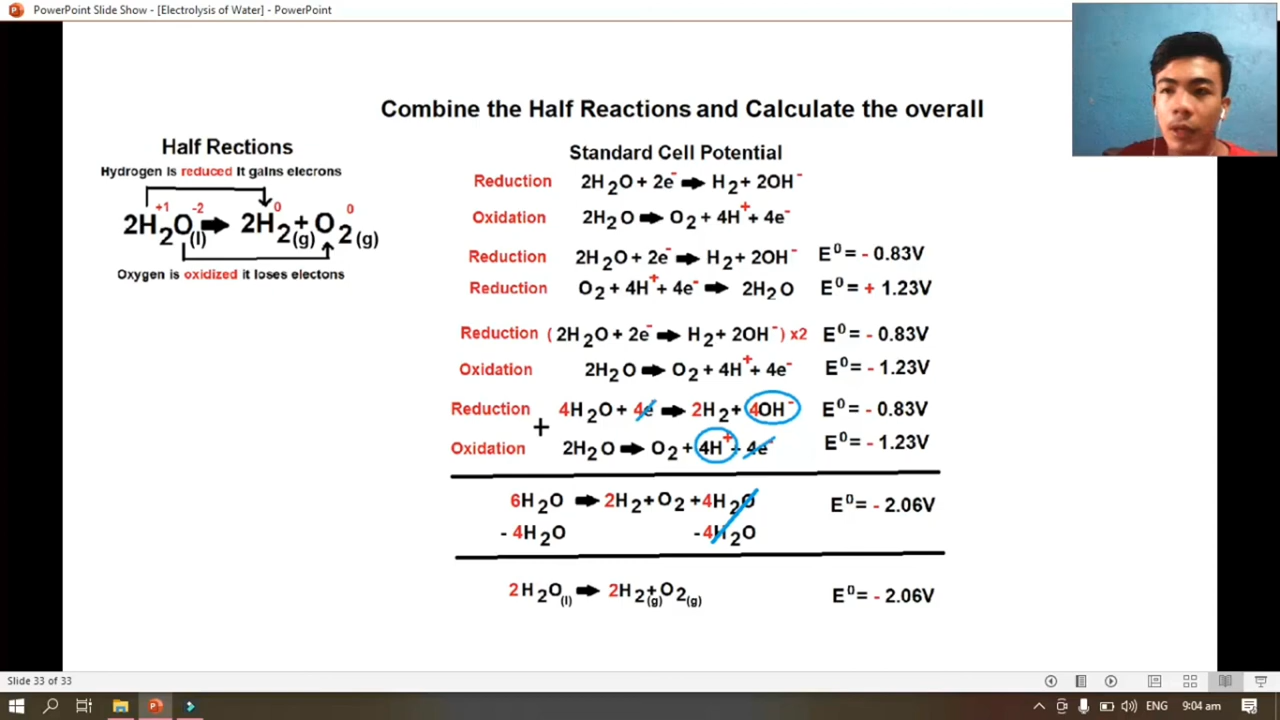 PowerPoint Slide Show - [Electrolysis of Water] - PowerPoint
Combine the Half Reactions and Calculate the overall
Standard Cell Potential
Half Rections
Hydrogen is reduced it gains elecrons
+1 -2 0 0
2H₂O(l) → 2H₂(g) + O₂(g)
Oxygen is oxidized it loses electons
Reduction 2H₂O + 2e⁻ → H₂ + 2OH⁻
Oxidation 2H₂O → O₂ + 4H⁺ + 4e⁻
Reduction 2H₂O + 2e⁻ → H₂ + 2OH⁻ E⁰ = - 0.83V
Reduction O₂ + 4H⁺ + 4e⁻ → 2H₂O E⁰ = + 1.23V
Reduction ( 2H₂O + 2e⁻ → H₂ + 2OH⁻ ) x2 E⁰ = - 0.83V
Oxidation 2H₂O → O₂ + 4H⁺ + 4e⁻ E⁰ = - 1.23V
Reduction 4H₂O + 4e⁻ → 2H₂ + 4OH⁻ E⁰ = - 0.83V
+
Oxidation 2H₂O → O₂ + 4H⁺ + 4e⁻ E⁰ = - 1.23V
6H₂O → 2H₂ + O₂ + 4H₂O E⁰ = - 2.06V
- 4H₂O - 4H₂O
2H₂O(l) → 2H₂(g) + O₂(g) E⁰ = - 2.06V
Slide 33 of 33
ENG 9:04 am